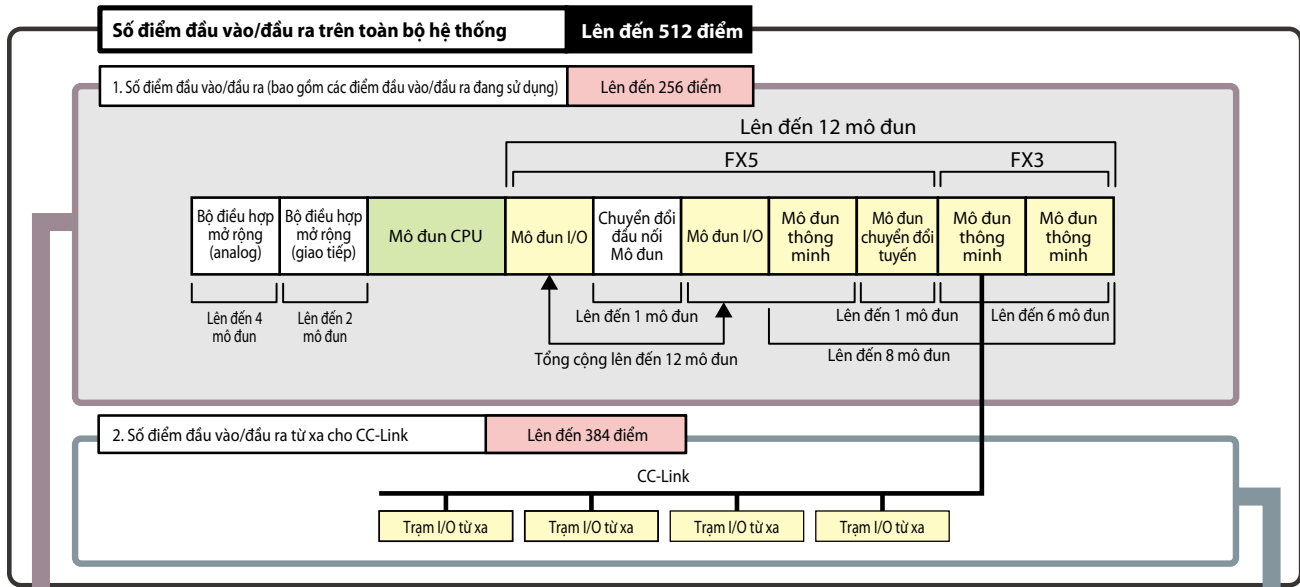 Số điểm đầu vào/đầu ra trên toàn bộ hệ thống
Lên đến 512 điểm
1. Số điểm đầu vào/đầu ra (bao gồm các điểm đầu vào/đầu ra đang sử dụng)
Lên đến 256 điểm
Lên đến 12 mô đun
FX5
FX3
Bộ điều hợp
mở rộng
(analog)
Bộ điều hợp
mở rộng
(giao tiếp)
Mô đun CPU
Mô đun I/O
Chuyển đổi
đầu nối
Mô đun
Mô đun I/O
Mô đun
thông
minh
Mô đun
chuyển đổi
tuyến
Mô đun
thông
minh
Mô đun
thông
minh
Lên đến 4
mô đun
Lên đến 2
mô đun
Lên đến 1 mô đun
Lên đến 1 mô đun
Lên đến 6 mô đun
Tổng cộng lên đến 12 mô đun
Lên đến 8 mô đun
2. Số điểm đầu vào/đầu ra từ xa cho CC-Link
Lên đến 384 điểm
CC-Link
Trạm I/O từ xa
Trạm I/O từ xa
Trạm I/O từ xa
Trạm I/O từ xa